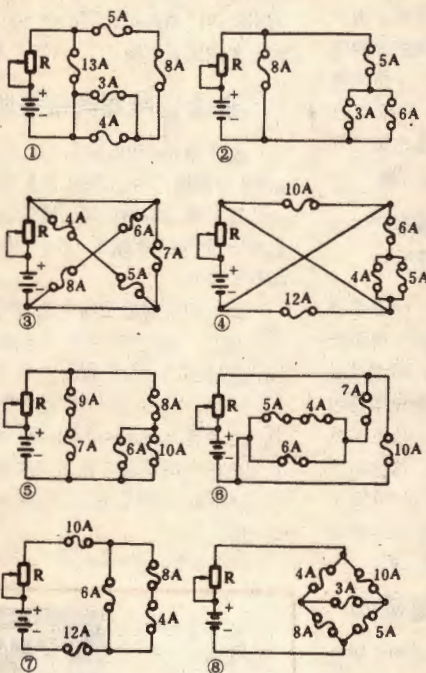 5A
R
13A
8A
3A
+
-
4A
①
5A
R
8A
3A
6A
+
-
②
4A
6A
R
7A
+
-
8A
5A
③
10A
6A
R
4A
5A
+
-
12A
④
9A
8A
R
7A
6A
10A
+
-
⑤
7A
5A
4A
R
6A
10A
+
-
⑥
10A
8A
R
6A
4A
+
-
12A
⑦
4A
10A
R
3A
+
-
8A
5A
⑧